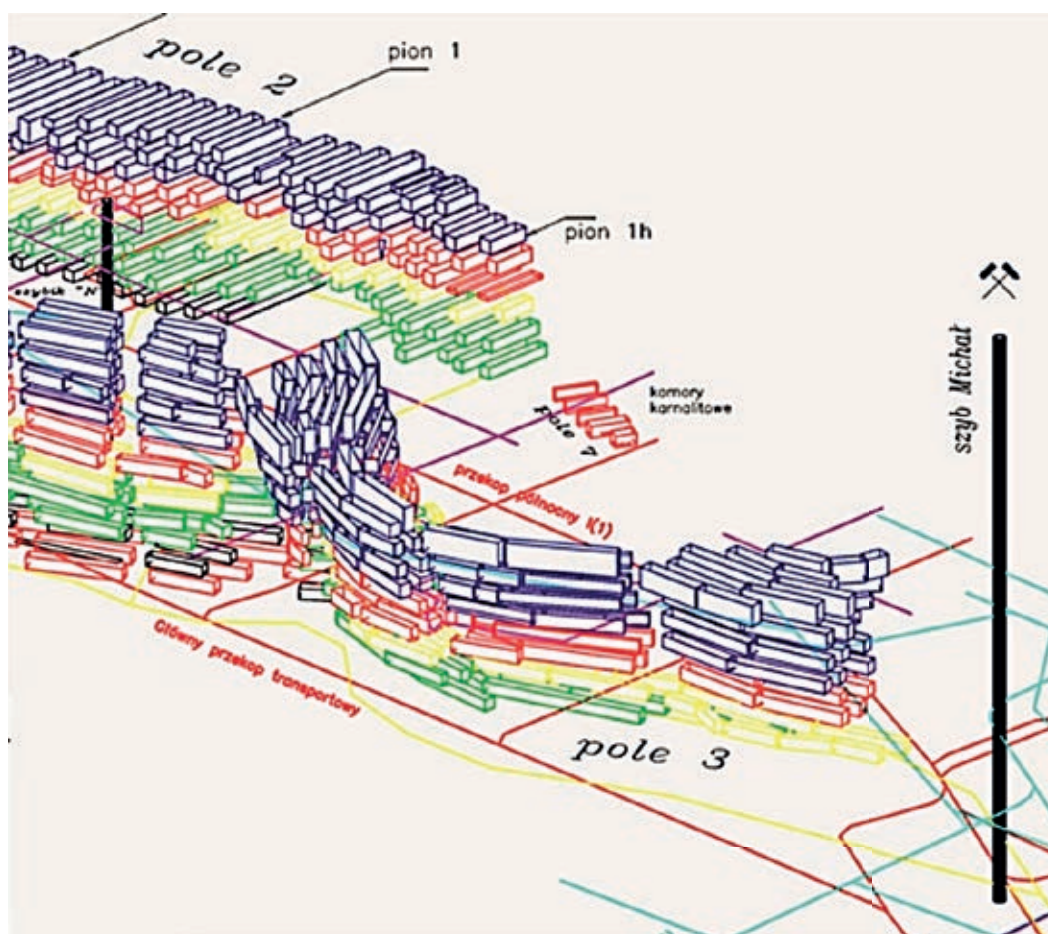 pole 2
pion 1
pion 1h
szybik "N"
komory
karnalitowe
pole 7
szyb Michał
przekop północny I(1)
Główny przekop transportowy
pole 3